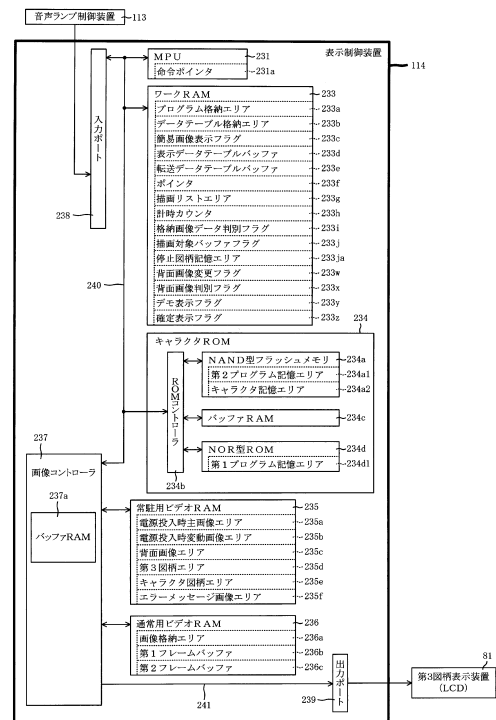 音声ランプ制御装置
113
表示制御装置
114
MPU
231
命令ポインタ
231a
入力ポート
238
ワークRAM
233
プログラム格納エリア
233a
データテーブル格納エリア
233b
簡易画像表示フラグ
233c
表示データテーブルバッファ
233d
転送データテーブルバッファ
233e
ポインタ
233f
描画リストエリア
233g
計時カウンタ
233h
格納画像データ判別フラグ
233i
描画対象バッファフラグ
233j
停止図柄記憶エリア
233ja
背面画像変更フラグ
233w
背面画像判別フラグ
233x
デモ表示フラグ
233y
確定表示フラグ
233z
240
234
キャラクタROM
NAND型フラッシュメモリ
234a
第2プログラム記憶エリア
234a1
キャラクタ記憶エリア
234a2
ROMコントローラ
234b
バッファRAM
234c
NOR型ROM
234d
第1プログラム記憶エリア
234d1
237
画像コントローラ
237a
バッファRAM
常駐用ビデオRAM
235
電源投入時主画像エリア
235a
電源投入時変動画像エリア
235b
背面画像エリア
235c
第3図柄エリア
235d
キャラクタ図柄エリア
235e
エラーメッセージ画像エリア
235f
通常用ビデオRAM
236
画像格納エリア
236a
第1フレームバッファ
236b
第2フレームバッファ
236c
241
出力ポート
239
81
第3図柄表示装置
(LCD)